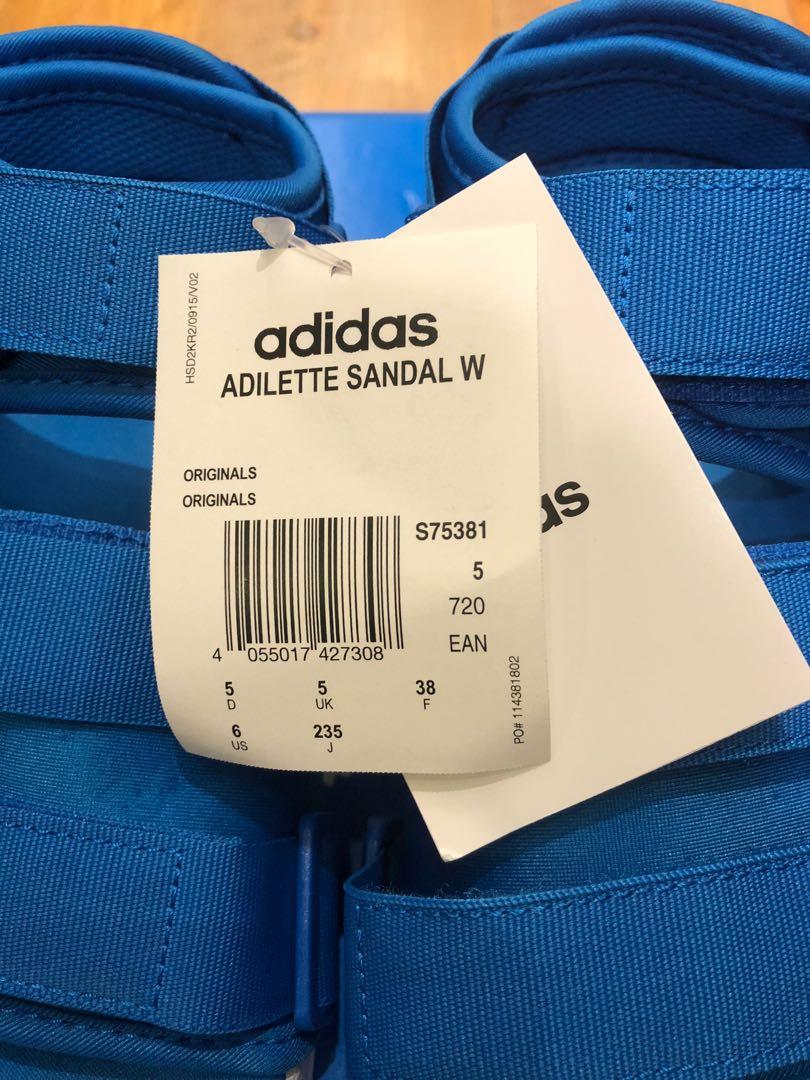 HSD2KR2/0915/V02
adidas
ADILETTE SANDAL W
ORIGINALS
ORIGINALS
S75381
5
720
EAN
4 055017 427308
5 5 38
D UK F
6 235
US J
PO# 114381802
as